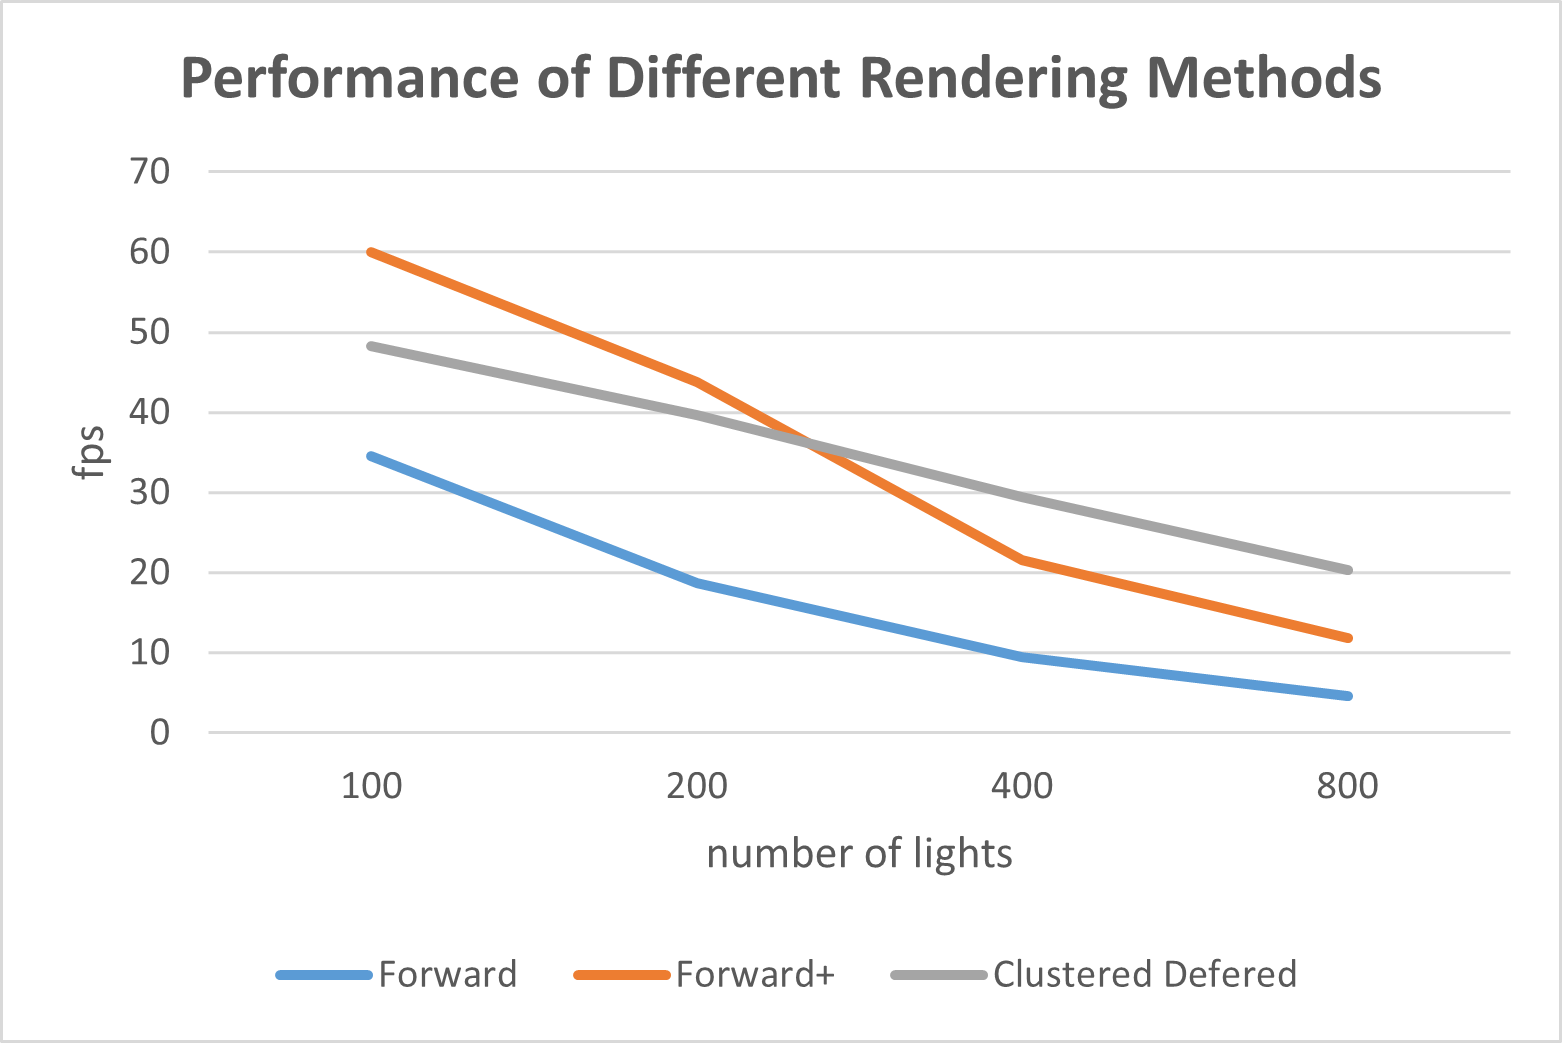 Performance of Different Rendering Methods
70
60
50
40
30
20
10
0
fps
100 200 400 800
number of lights
Forward Forward+ Clustered Defered